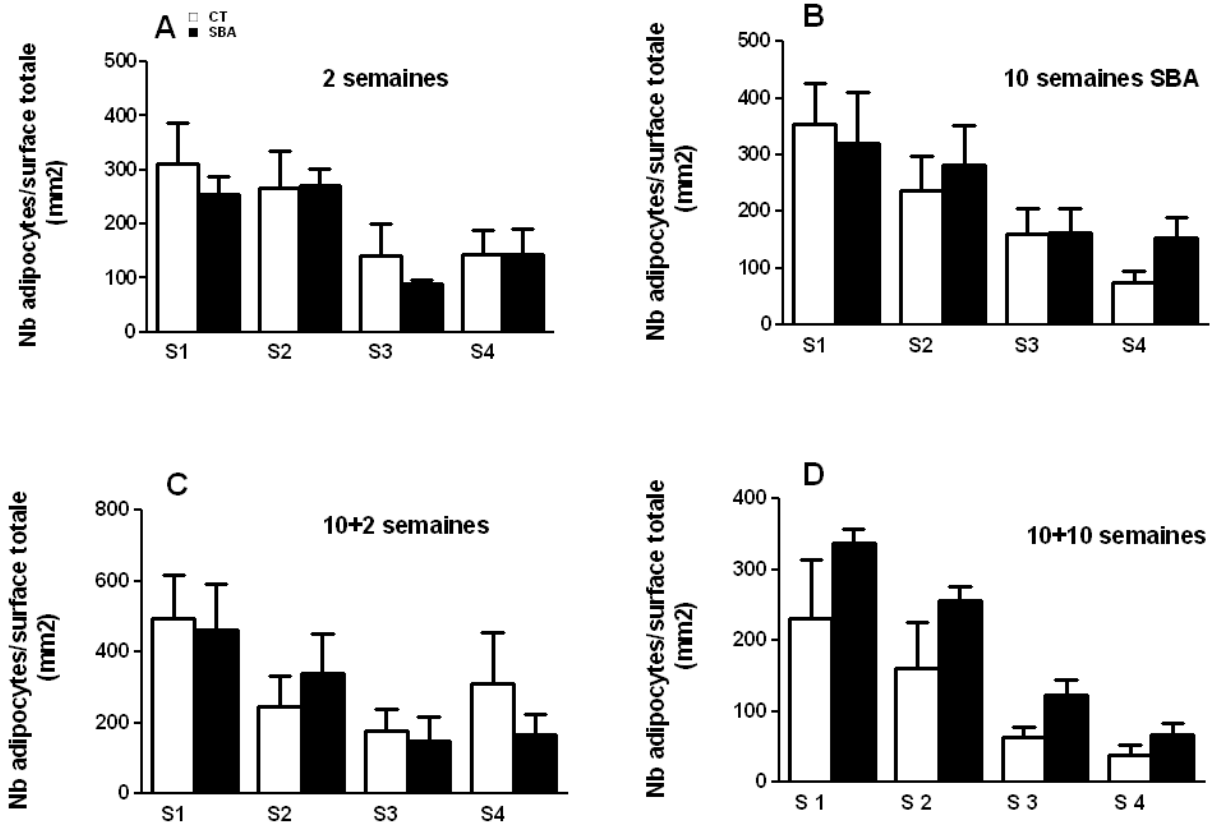 A
CT
SBA
2 semaines
Nb adipocytes/surface totale
(mm2)
500
400
300
200
100
0
S1 S2 S3 S4
B
10 semaines SBA
Nb adipocytes/surface totale
(mm2)
500
400
300
200
100
0
S1 S2 S3 S4
C
10+2 semaines
Nb adipocytes/surface totale
(mm2)
800
600
400
200
0
S1 S2 S3 S4
D
10+10 semaines
Nb adipocytes/surface totale
(mm2)
400
300
200
100
0
S 1 S 2 S 3 S 4